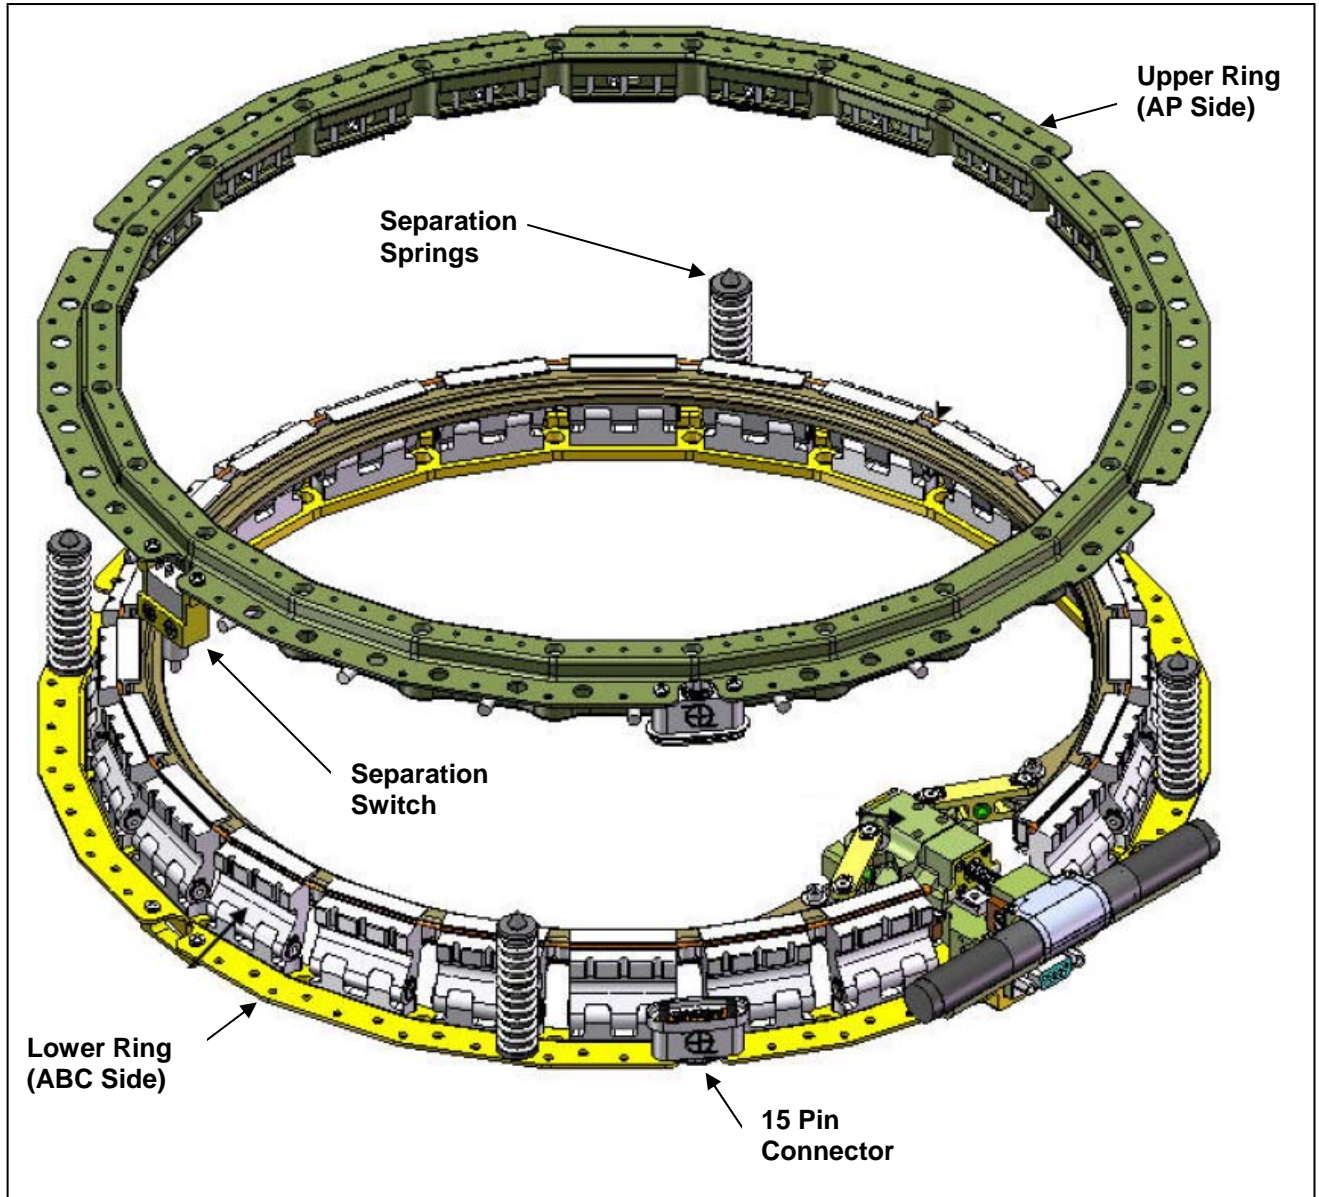 Upper Ring
(AP Side)
Separation
Springs
Separation
Switch
Lower Ring
(ABC Side)
15 Pin
Connector